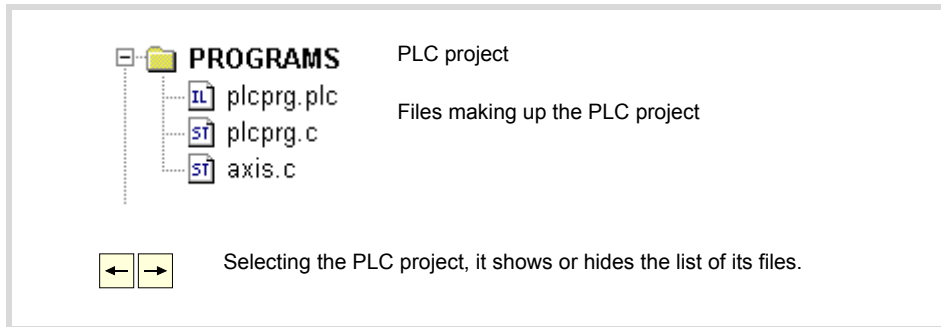 PROGRAMS
PLC project
IL plcprg.plc
Files making up the PLC project
ST plcprg.c
ST axis.c
Selecting the PLC project, it shows or hides the list of its files.